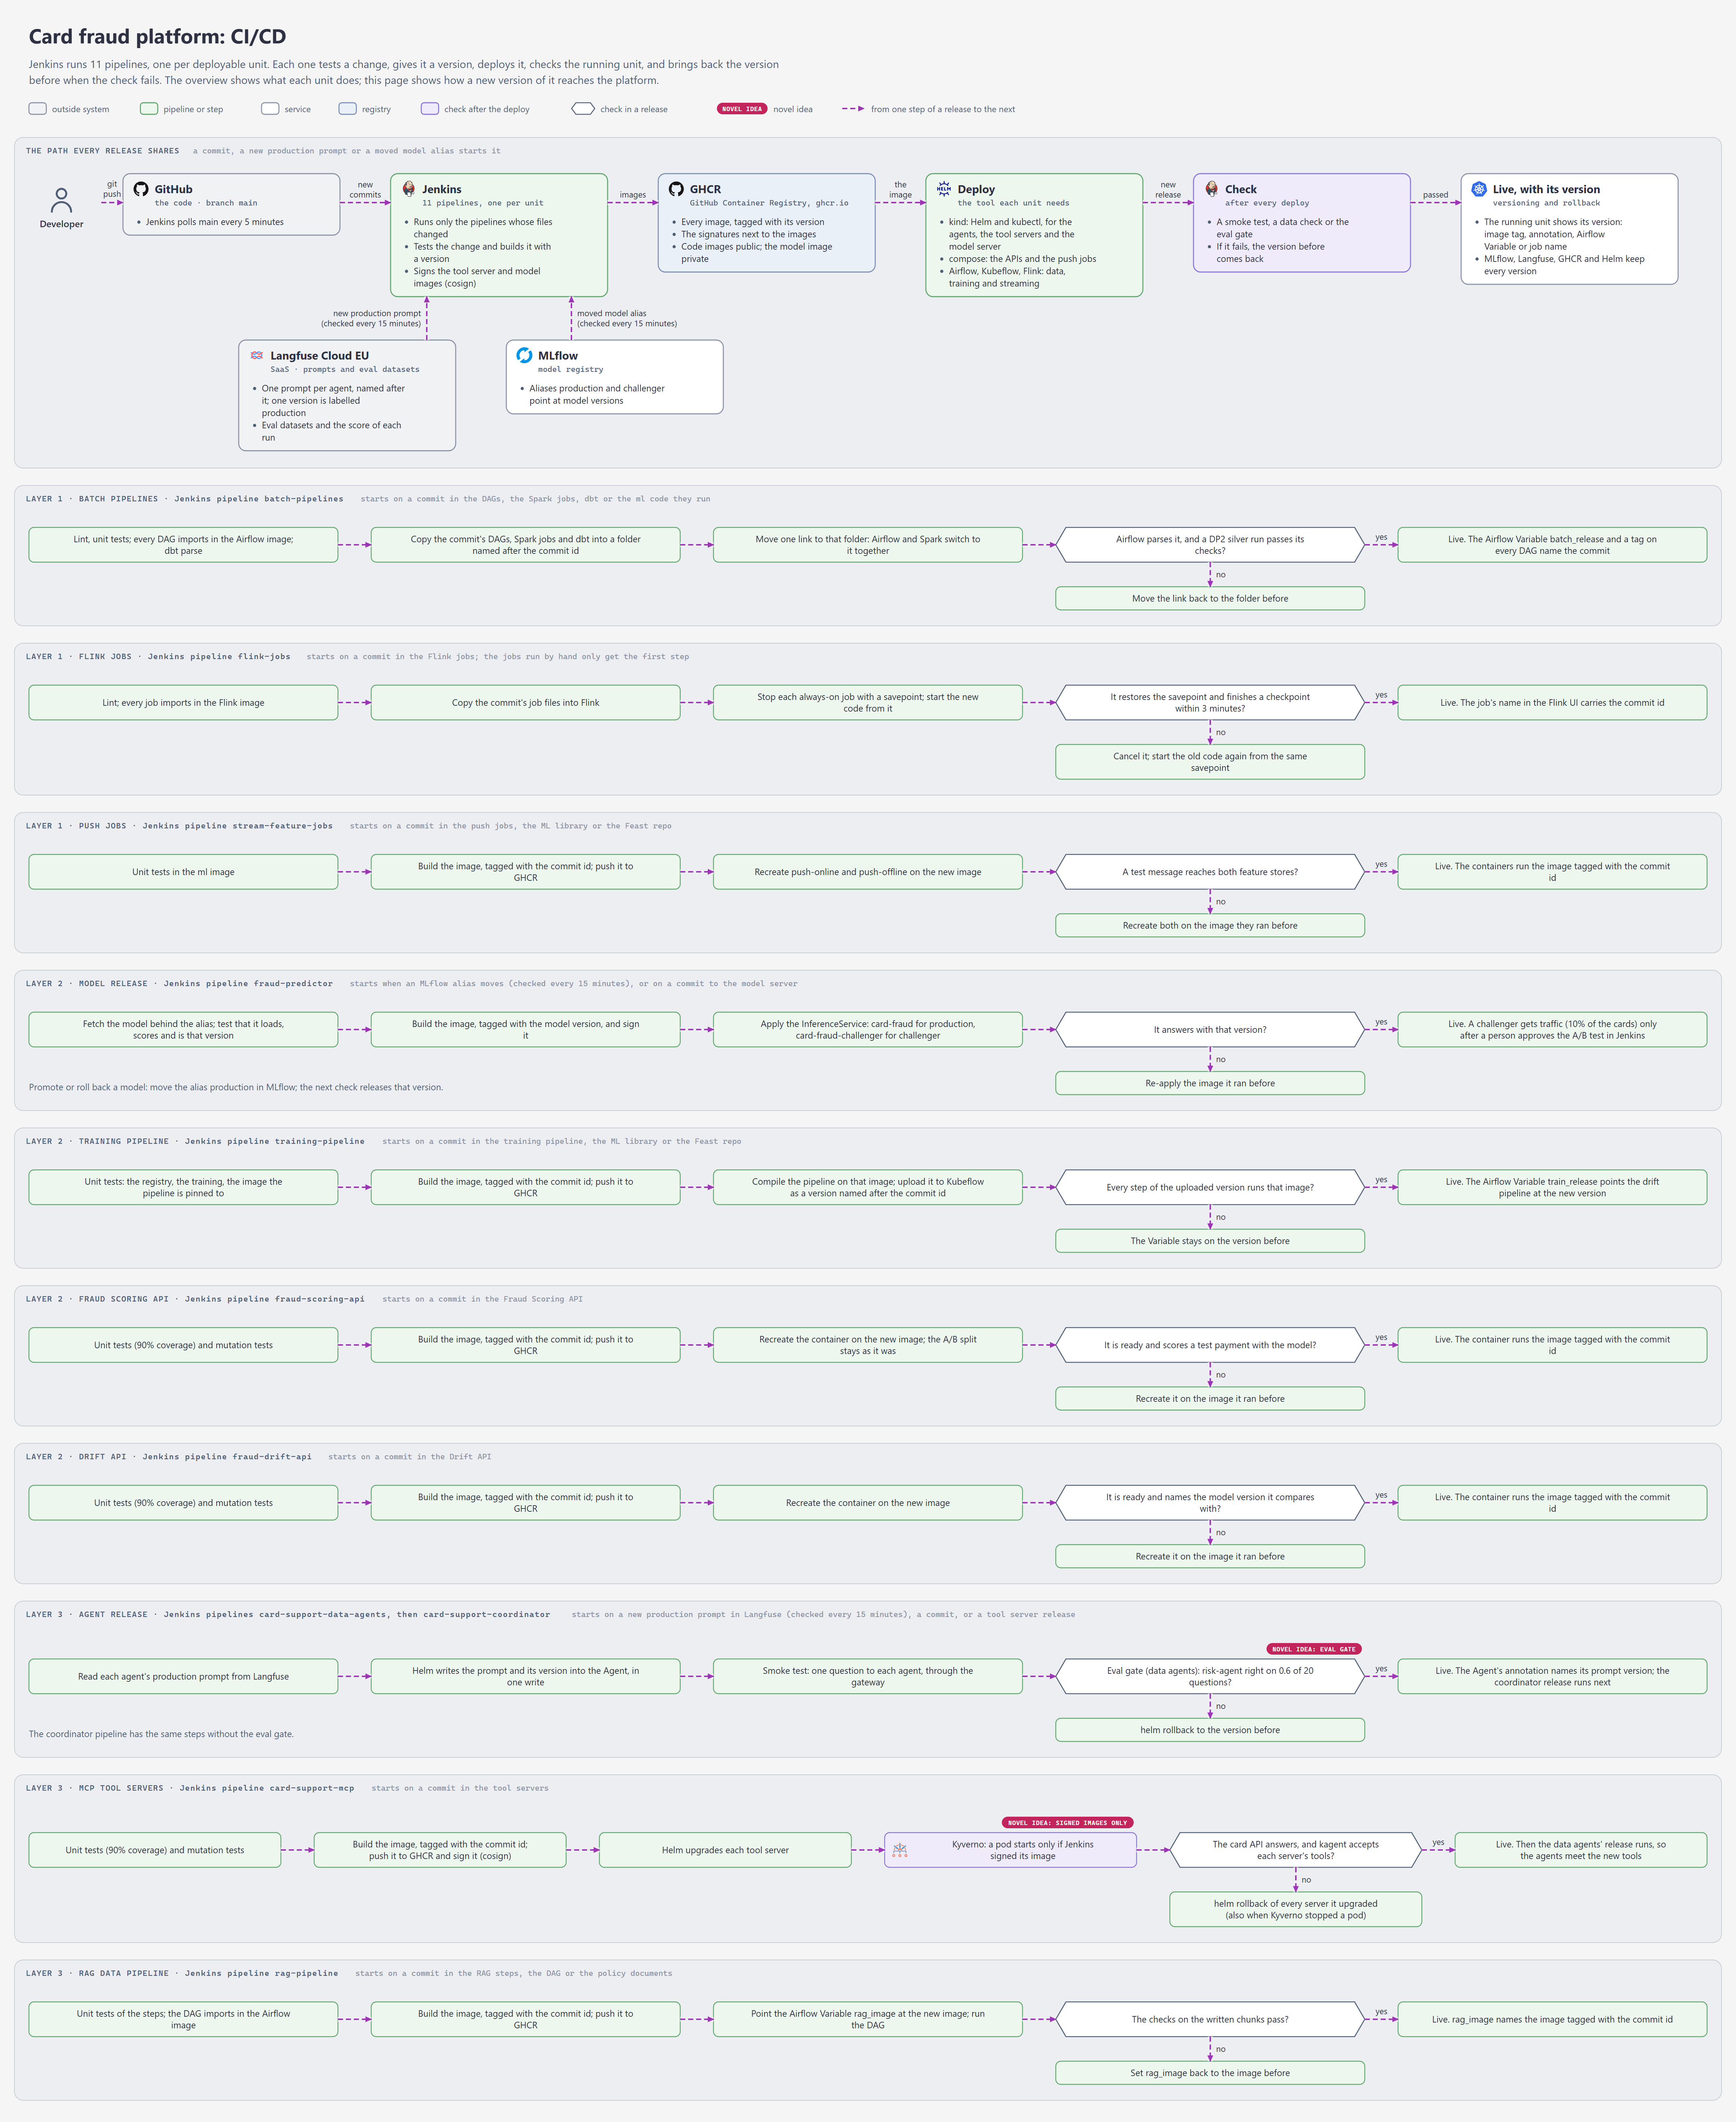 Card fraud platform: CI/CD
Jenkins runs 11 pipelines, one per deployable unit. Each one tests a change, gives it a version, deploys it, checks the running unit, and brings back the version
before when the check fails. The overview shows what each unit does; this page shows how a new version of it reaches the platform.
outside system
pipeline or step
service
registry
check after the deploy
check in a release
NOVEL IDEA
novel idea
from one step of a release to the next
THE PATH EVERY RELEASE SHARES a commit, a new production prompt or a moved model alias starts it
Developer
git
push
GitHub
the code · branch main
• Jenkins polls main every 5 minutes
new
commits
Jenkins
11 pipelines, one per unit
• Runs only the pipelines whose files
changed
• Tests the change and builds it with
a version
• Signs the tool server and model
images (cosign)
images
GHCR
GitHub Container Registry, ghcr.io
• Every image, tagged with its version
• The signatures next to the images
• Code images public; the model image
private
the
image
Deploy
the tool each unit needs
• kind: Helm and kubectl, for the
agents, the tool servers and the
model server
• compose: the APIs and the push jobs
• Airflow, Kubeflow, Flink: data,
training and streaming
new
release
Check
after every deploy
• A smoke test, a data check or the
eval gate
• If it fails, the version before
comes back
passed
Live, with its version
versioning and rollback
• The running unit shows its version:
image tag, annotation, Airflow
Variable or job name
• MLflow, Langfuse, GHCR and Helm keep
every version
new production prompt
(checked every 15 minutes)
moved model alias
(checked every 15 minutes)
Langfuse Cloud EU
SaaS · prompts and eval datasets
• One prompt per agent, named after
it; one version is labelled
production
• Eval datasets and the score of each
run
MLflow
model registry
• Aliases production and challenger
point at model versions
LAYER 1 · BATCH PIPELINES · Jenkins pipeline batch-pipelines starts on a commit in the DAGs, the Spark jobs, dbt or the ml code they run
Lint, unit tests; every DAG imports in the Airflow image;
dbt parse
Copy the commit's DAGs, Spark jobs and dbt into a folder
named after the commit id
Move one link to that folder: Airflow and Spark switch to
it together
Airflow parses it, and a DP2 silver run passes its
checks?
yes
Live. The Airflow Variable batch_release and a tag on
every DAG name the commit
no
Move the link back to the folder before
LAYER 1 · FLINK JOBS · Jenkins pipeline flink-jobs starts on a commit in the Flink jobs; the jobs run by hand only get the first step
Lint; every job imports in the Flink image
Copy the commit's job files into Flink
Stop each always-on job with a savepoint; start the new
code from it
It restores the savepoint and finishes a checkpoint
within 3 minutes?
yes
Live. The job's name in the Flink UI carries the commit id
no
Cancel it; start the old code again from the same
savepoint
LAYER 1 · PUSH JOBS · Jenkins pipeline stream-feature-jobs starts on a commit in the push jobs, the ML library or the Feast repo
Unit tests in the ml image
Build the image, tagged with the commit id; push it to
GHCR
Recreate push-online and push-offline on the new image
A test message reaches both feature stores?
yes
Live. The containers run the image tagged with the commit
id
no
Recreate both on the image they ran before
LAYER 2 · MODEL RELEASE · Jenkins pipeline fraud-predictor starts when an MLflow alias moves (checked every 15 minutes), or on a commit to the model server
Fetch the model behind the alias; test that it loads,
scores and is that version
Build the image, tagged with the model version, and sign
it
Apply the InferenceService: card-fraud for production,
card-fraud-challenger for challenger
It answers with that version?
yes
Live. A challenger gets traffic (10% of the cards) only
after a person approves the A/B test in Jenkins
no
Re-apply the image it ran before
Promote or roll back a model: move the alias production in MLflow; the next check releases that version.
LAYER 2 · TRAINING PIPELINE · Jenkins pipeline training-pipeline starts on a commit in the training pipeline, the ML library or the Feast repo
Unit tests: the registry, the training, the image the
pipeline is pinned to
Build the image, tagged with the commit id; push it to
GHCR
Compile the pipeline on that image; upload it to Kubeflow
as a version named after the commit id
Every step of the uploaded version runs that image?
yes
Live. The Airflow Variable train_release points the drift
pipeline at the new version
no
The Variable stays on the version before
LAYER 2 · FRAUD SCORING API · Jenkins pipeline fraud-scoring-api starts on a commit in the Fraud Scoring API
Unit tests (90% coverage) and mutation tests
Build the image, tagged with the commit id; push it to
GHCR
Recreate the container on the new image; the A/B split
stays as it was
It is ready and scores a test payment with the model?
yes
Live. The container runs the image tagged with the commit
id
no
Recreate it on the image it ran before
LAYER 2 · DRIFT API · Jenkins pipeline fraud-drift-api starts on a commit in the Drift API
Unit tests (90% coverage) and mutation tests
Build the image, tagged with the commit id; push it to
GHCR
Recreate the container on the new image
It is ready and names the model version it compares
with?
yes
Live. The container runs the image tagged with the commit
id
no
Recreate it on the image it ran before
LAYER 3 · AGENT RELEASE · Jenkins pipelines card-support-data-agents, then card-support-coordinator starts on a new production prompt in Langfuse (checked every 15 minutes), a commit, or a tool server release
NOVEL IDEA: EVAL GATE
Read each agent's production prompt from Langfuse
Helm writes the prompt and its version into the Agent, in
one write
Smoke test: one question to each agent, through the
gateway
Eval gate (data agents): risk-agent right on 0.6 of 20
questions?
yes
Live. The Agent's annotation names its prompt version; the
coordinator release runs next
no
helm rollback to the version before
The coordinator pipeline has the same steps without the eval gate.
LAYER 3 · MCP TOOL SERVERS · Jenkins pipeline card-support-mcp starts on a commit in the tool servers
NOVEL IDEA: SIGNED IMAGES ONLY
Unit tests (90% coverage) and mutation tests
Build the image, tagged with the commit id;
push it to GHCR and sign it (cosign)
Helm upgrades each tool server
Kyverno: a pod starts only if Jenkins
signed its image
The card API answers, and kagent accepts
each server's tools?
yes
Live. Then the data agents' release runs, so
the agents meet the new tools
no
helm rollback of every server it upgraded
(also when Kyverno stopped a pod)
LAYER 3 · RAG DATA PIPELINE · Jenkins pipeline rag-pipeline starts on a commit in the RAG steps, the DAG or the policy documents
Unit tests of the steps; the DAG imports in the Airflow
image
Build the image, tagged with the commit id; push it to
GHCR
Point the Airflow Variable rag_image at the new image; run
the DAG
The checks on the written chunks pass?
yes
Live. rag_image names the image tagged with the commit id
no
Set rag_image back to the image before